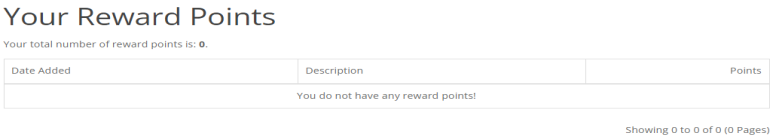 Your Reward Points
Your total number of reward points is: 0.
Date Added Description Points
You do not have any reward points!
Showing 0 to 0 of 0 (0 Pages)